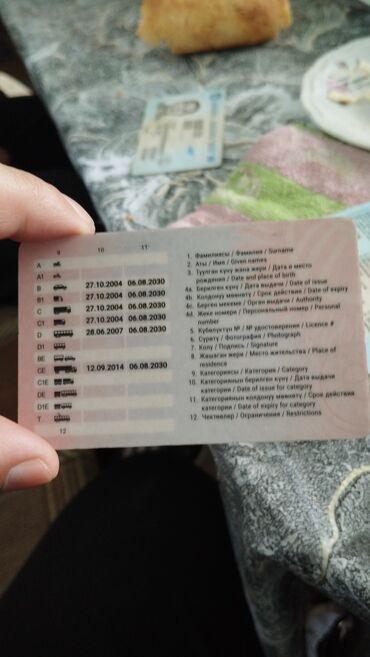 9 10 11
A
A1
B 27.10.2004 06.08.2030
B1 27.10.2004 06.08.2030
C 27.10.2004 06.08.2030
C1 27.10.2004 06.08.2030
D 28.06.2007 06.08.2030
D1
BE
CE 12.09.2014 06.08.2030
C1E
DE
D1E
T
12
1. Фамилиясы / Фамилия / Surname
2. Аты / Имя / Given names
3. Туулган күнү жана жери / Дата и место
рождения / Date and place of birth
4a. Берилген күнү / Дата выдачи / Date of issue
4b. Колдонуу мөөнөтү / Срок действия / Date of expiry
4c. Берген мекеме / Орган выдачи / Authority
4d. Жеке номери / Персональный номер / Personal
number
5. Күбөлүктүн № / № удостоверения / Licence #
6. Сүрөтү / Фотография / Photograph
7. Колу / Подпись / Signature
8. Жашаган жери / Место жительства / Place of
residence
9. Категориясы / Категория / Category
10. Категориянын берилген күнү / Дата выдачи
категории / Date of issue for category
11. Категориянын колдонуу мөөнөтү / Срок действия
категории / Date of expiry for category
12. Чектөөлөр / Ограничения / Restrictions